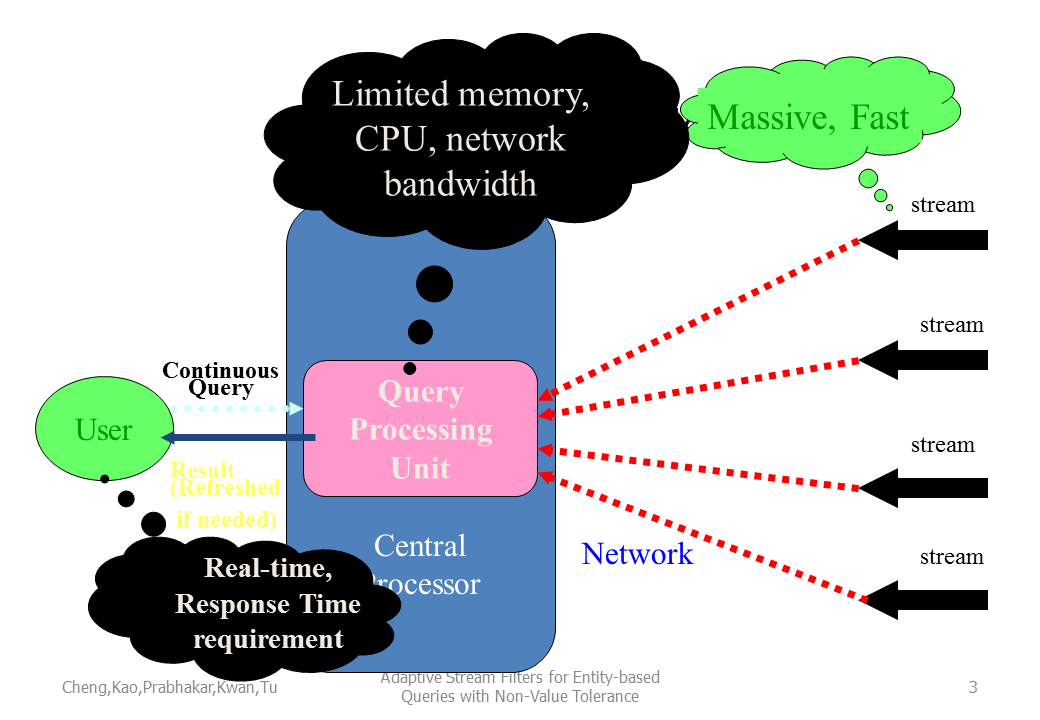 Limited memory,
CPU, network
bandwidth
Massive, Fast
stream
stream
stream
stream
Continuous
Query
User
Result
(Refreshed
if needed)
Query
Processing
Unit
Central
rocessor
Network
Real-time,
Response Time
requirement
Cheng,Kao,Prabhakar,Kwan,Tu
Adaptive Stream Filters for Entity-based
Queries with Non-Value Tolerance
3